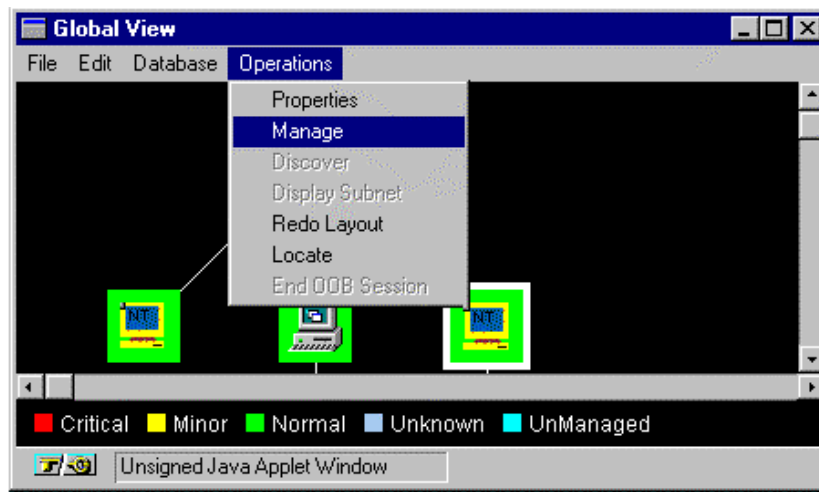 Global View
File Edit Database Operations
Properties
Manage
Discover
Display Subnet
Redo Layout
Locate
End OOB Session
NT NT
Critical Minor Normal Unknown UnManaged
Unsigned Java Applet Window